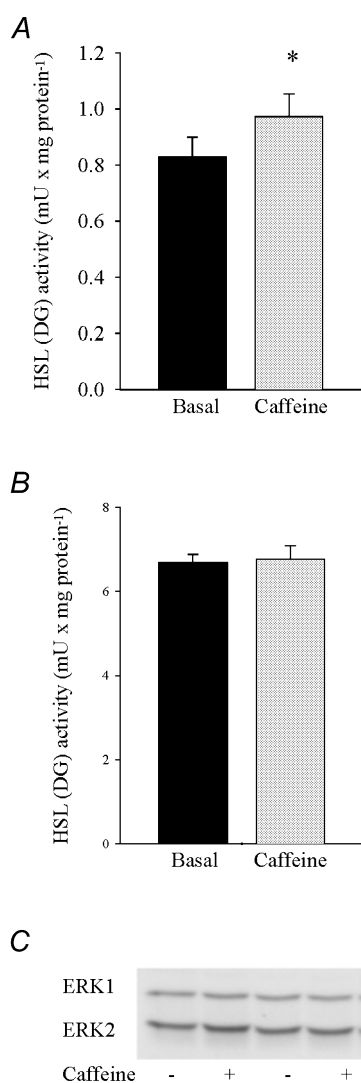 A
HSL (DG) activity (mU x mg protein-1)
1.2
1.0
0.8
0.6
0.4
0.2
0.0
*
Basal Caffeine
B
HSL (DG) activity (mU x mg protein-1)
8
6
4
2
0
Basal Caffeine
C
ERK1
ERK2
Caffeine - + - +